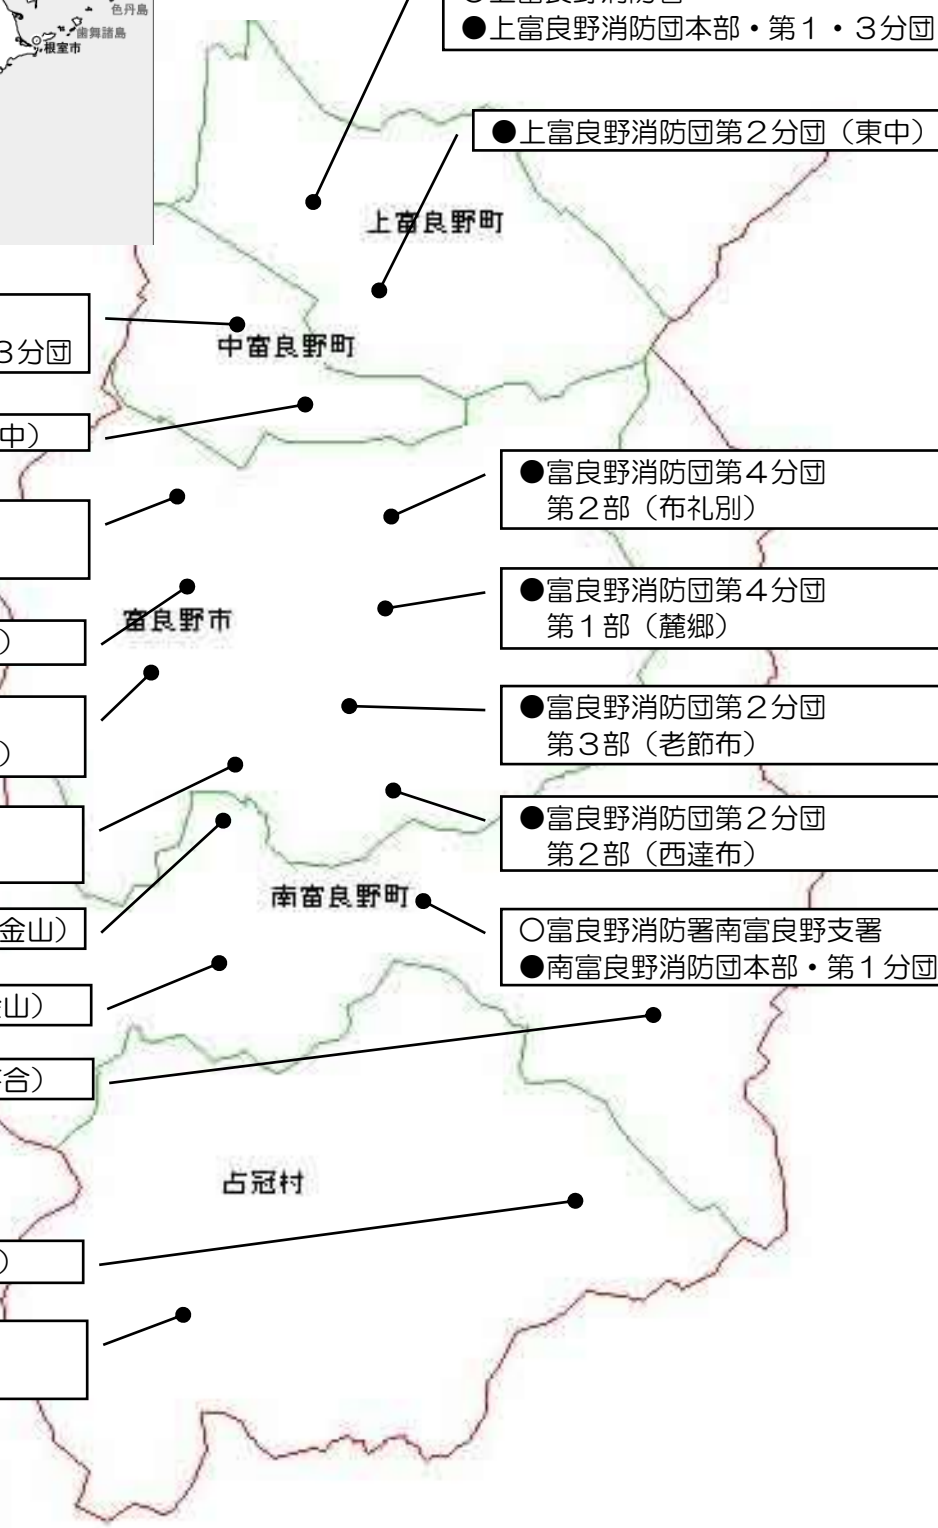 色丹島
歯舞諸島
根室市
●上富良野消防団本部・第１・３分団
●上富良野消防団第２分団（東中）
上富良野町
中富良野町
３分団
中）
●富良野消防団第４分団
第２部（布礼別）
●富良野消防団第４分団
第１部（麓郷）
富良野市
）
●富良野消防団第２分団
第３部（老節布）
）
●富良野消防団第２分団
第２部（西達布）
南富良野町
金山）
○富良野消防署南富良野支署
●南富良野消防団本部・第１分団
山）
合）
占冠村
）